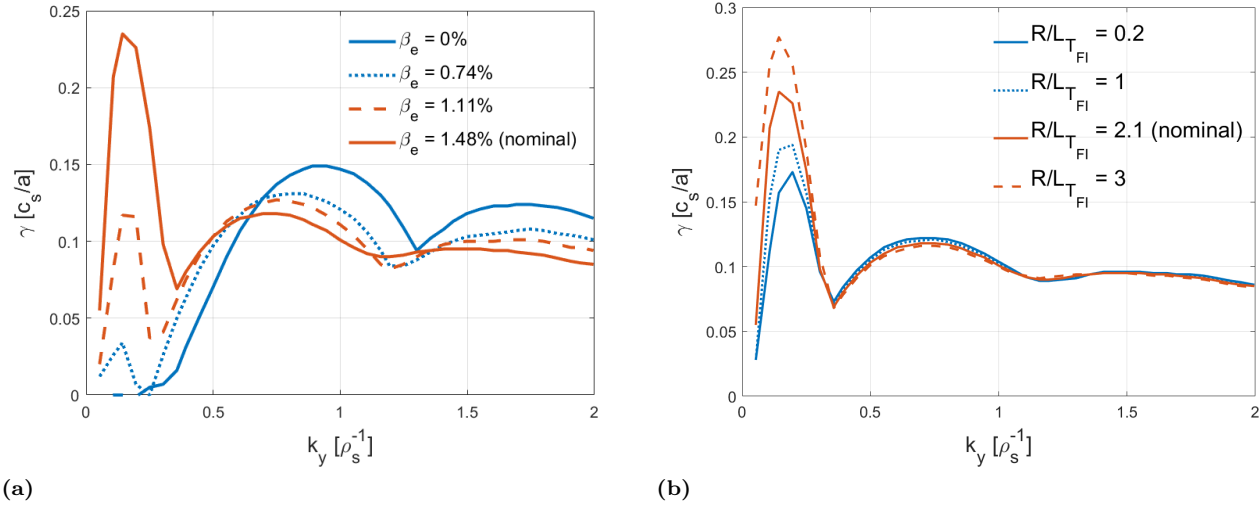 0.25
0.2
0.15
0.1
0.05
0
γ [c_s/a]
β_e = 0%
β_e = 0.74%
β_e = 1.11%
β_e = 1.48% (nominal)
0 0.5 1 1.5 2
k_y [ρ_s^-1]
(a)
0.3
0.25
0.2
0.15
0.1
0.05
0
γ [c_s/a]
R/L_T_FI = 0.2
R/L_T_FI = 1
R/L_T_FI = 2.1 (nominal)
R/L_T_FI = 3
0 0.5 1 1.5 2
k_y [ρ_s^-1]
(b)